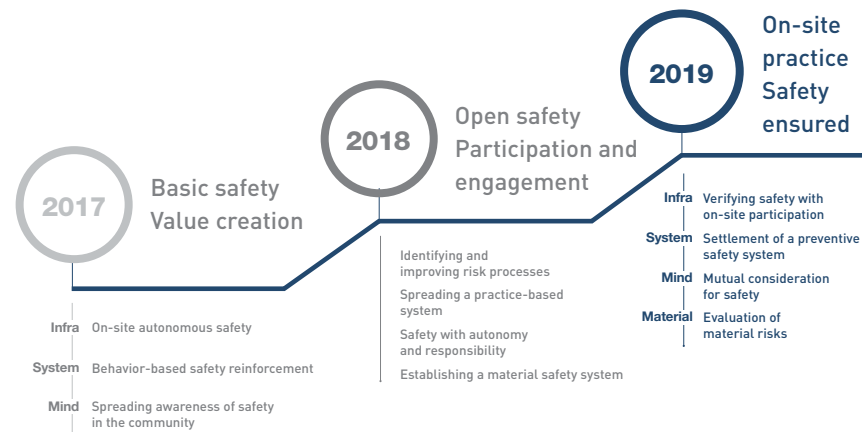 2017
Basic safety
Value creation
Infra On-site autonomous safety
System Behavior-based safety reinforcement
Mind Spreading awareness of safety
in the community
2018
Open safety
Participation and
engagement
Identifying and
improving risk processes
Spreading a practice-based
system
Safety with autonomy
and responsibility
Establishing a material safety system
2019
On-site
practice
Safety
ensured
Infra Verifying safety with
on-site participation
System Settlement of a preventive
safety system
Mind Mutual consideration
for safety
Material Evaluation of
material risks